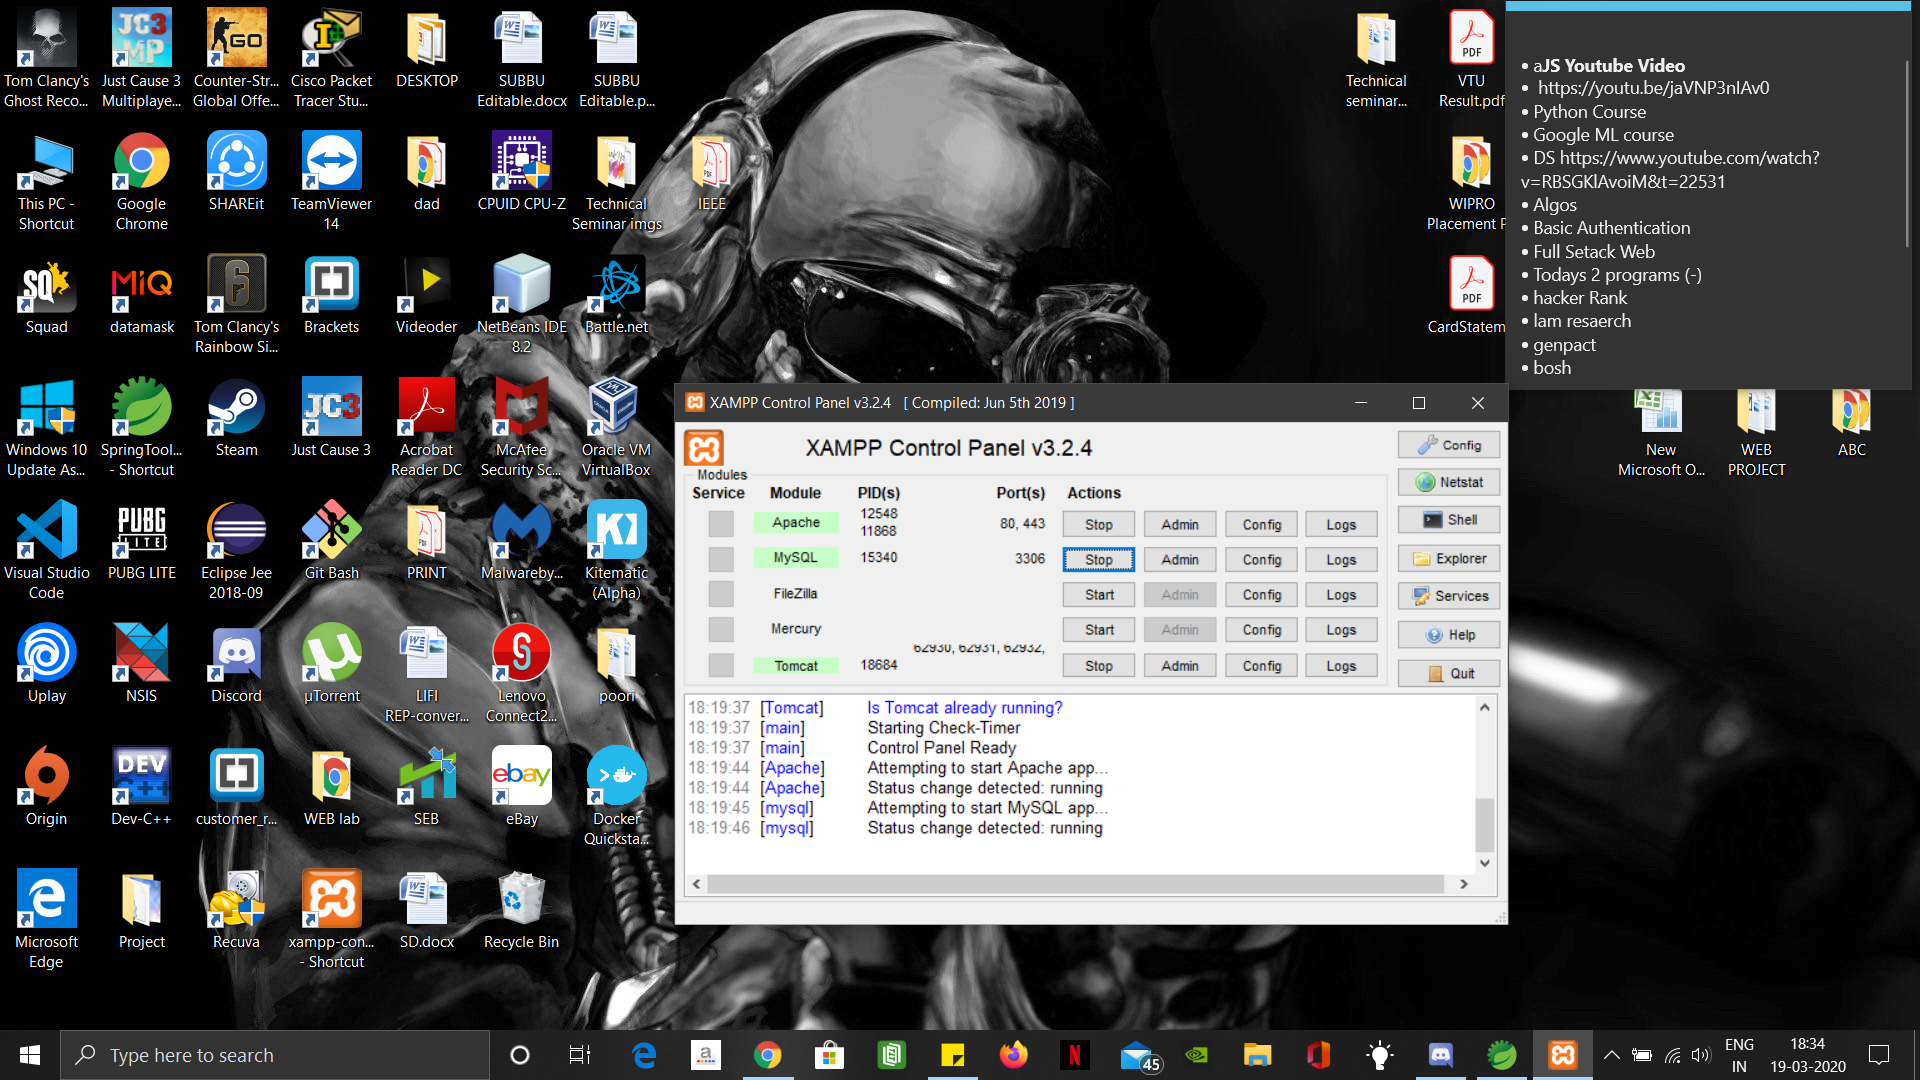 Tom Clancy's
Ghost Reco...
Just Cause 3
Multiplaye...
Counter-Str...
Global Offe...
Cisco Packet
Tracer Stu...
DESKTOP
SUBBU
Editable.docx
SUBBU
Editable.p...
Technical
seminar...
VTU
Result.pdf
This PC -
Shortcut
Google
Chrome
SHAREit
TeamViewer
14
dad
CPUID CPU-Z
Technical
Seminar imgs
IEEE
WIPRO
Placement P
Squad
datamask
Tom Clancy's
Rainbow Si...
Brackets
Videoder
NetBeans IDE
8.2
Battle.net
CardStatem
Windows 10
Update As...
SpringTool...
- Shortcut
Steam
Just Cause 3
Acrobat
Reader DC
McAfee
Security Sc...
Oracle VM
VirtualBox
New
Microsoft O...
WEB
PROJECT
ABC
Visual Studio
Code
PUBG LITE
Eclipse Jee
2018-09
Git Bash
PRINT
Malwareby...
Kitematic
(Alpha)
Uplay
NSIS
Discord
µTorrent
LIFI
REP-conver...
Lenovo
Connect2...
poori
Origin
Dev-C++
customer_r...
WEB lab
SEB
eBay
Docker
Quicksta...
Microsoft
Edge
Project
Recuva
xampp-con...
- Shortcut
SD.docx
Recycle Bin
• aJS Youtube Video
• https://youtu.be/jaVNP3nIAv0
• Python Course
• Google ML course
• DS https://www.youtube.com/watch?
v=RBSGKlAvoiM&t=22531
• Algos
• Basic Authentication
• Full Setack Web
• Todays 2 programs (-)
• hacker Rank
• lam resaerch
• genpact
• bosh
XAMPP Control Panel v3.2.4 [ Compiled: Jun 5th 2019 ]
XAMPP Control Panel v3.2.4
Modules
Service Module PID(s) Port(s) Actions
Apache 12548 11868 80, 443 Stop Admin Config Logs
MySQL 15340 3306 Stop Admin Config Logs
FileZilla Start Admin Config Logs
Mercury Start Admin Config Logs
62930, 62931, 62932,
Tomcat 18684 Stop Admin Config Logs
Config
Netstat
Shell
Explorer
Services
Help
Quit
18:19:37 [Tomcat] Is Tomcat already running?
18:19:37 [main] Starting Check-Timer
18:19:37 [main] Control Panel Ready
18:19:44 [Apache] Attempting to start Apache app...
18:19:44 [Apache] Status change detected: running
18:19:45 [mysql] Attempting to start MySQL app...
18:19:46 [mysql] Status change detected: running
Type here to search
45
ENG
IN
18:34
19-03-2020